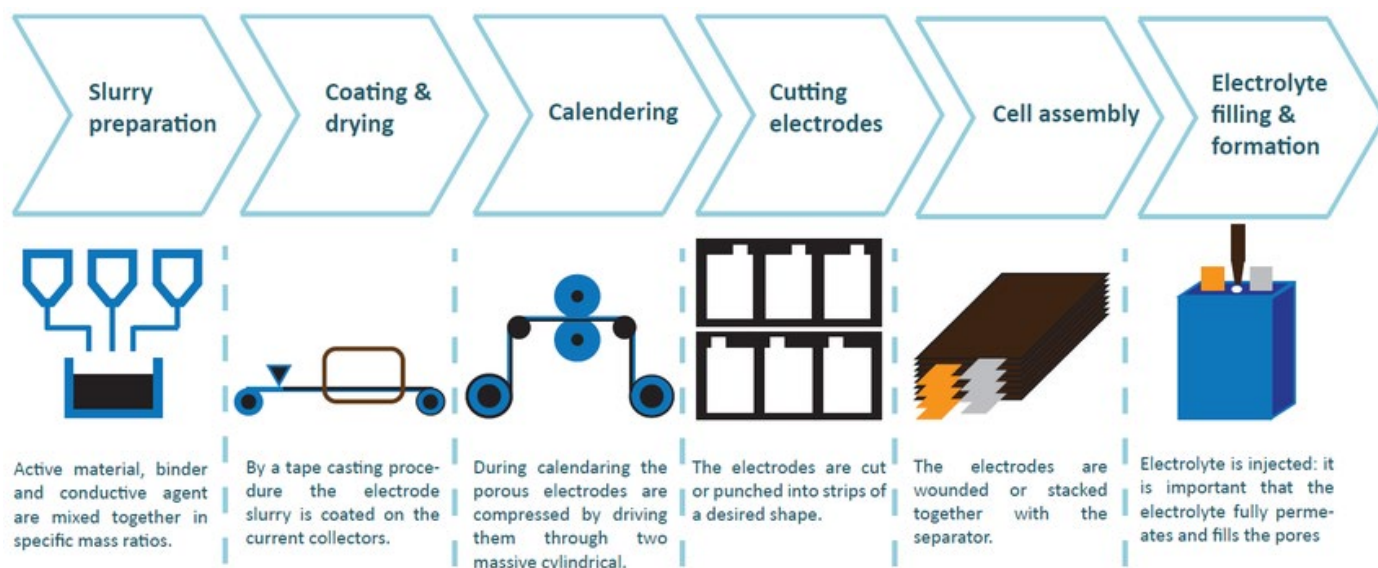 Slurry
preparation
Coating &
drying
Calendering
Cutting
electrodes
Cell assembly
Electrolyte
filling &
formation
Active material, binder
and conductive agent
are mixed together in
specific mass ratios.
By a tape casting proce-
dure the electrode
slurry is coated on the
current collectors.
During calendaring the
porous electrodes are
compressed by driving
them through two
massive cylindrical.
The electrodes are cut
or punched into strips of
a desired shape.
The electrodes are
wounded or stacked
together with the
separator.
Electrolyte is injected: it
is important that the
electrolyte fully perme-
ates and fills the pores